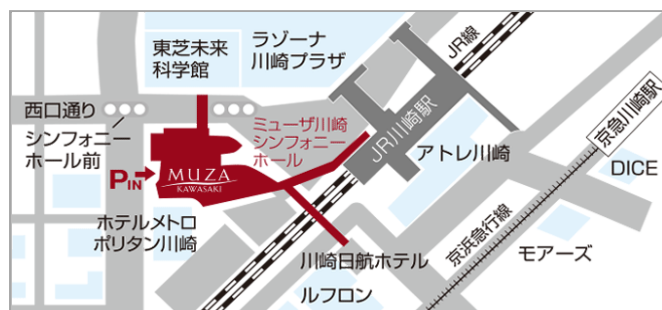 東芝未来
科学館
ラゾーナ
川崎プラザ
JR線
西口通り
シンフォニー
ホール前
ミューザ川崎
シンフォニー
ホール
JR川崎駅
京急川崎駅
アトレ川崎
DICE
PIN
MUZA
KAWASAKI
ホテルメトロ
ポリタン川崎
川崎日航ホテル
京浜急行線
モアーズ
ルフロン